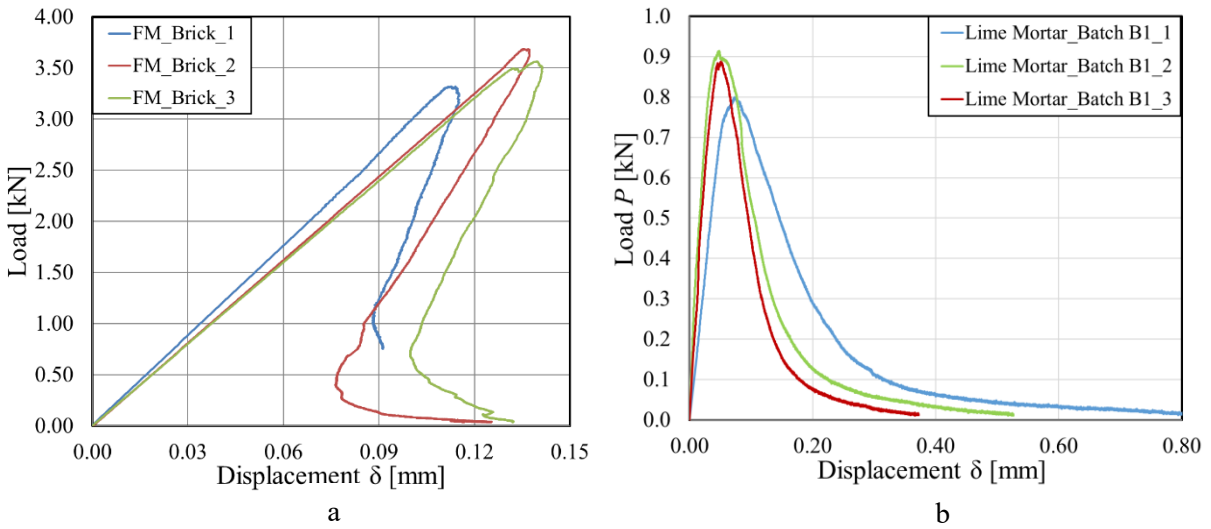 4.00
3.50
3.00
2.50
2.00
1.50
1.00
0.50
0.00
Load [kN]
FM_Brick_1
FM_Brick_2
FM_Brick_3
0.00 0.03 0.06 0.09 0.12 0.15
Displacement δ [mm]
a
1.0
0.9
0.8
0.7
0.6
0.5
0.4
0.3
0.2
0.1
0.0
Load P [kN]
Lime Mortar_Batch B1_1
Lime Mortar_Batch B1_2
Lime Mortar_Batch B1_3
0.00 0.20 0.40 0.60 0.80
Displacement δ [mm]
b